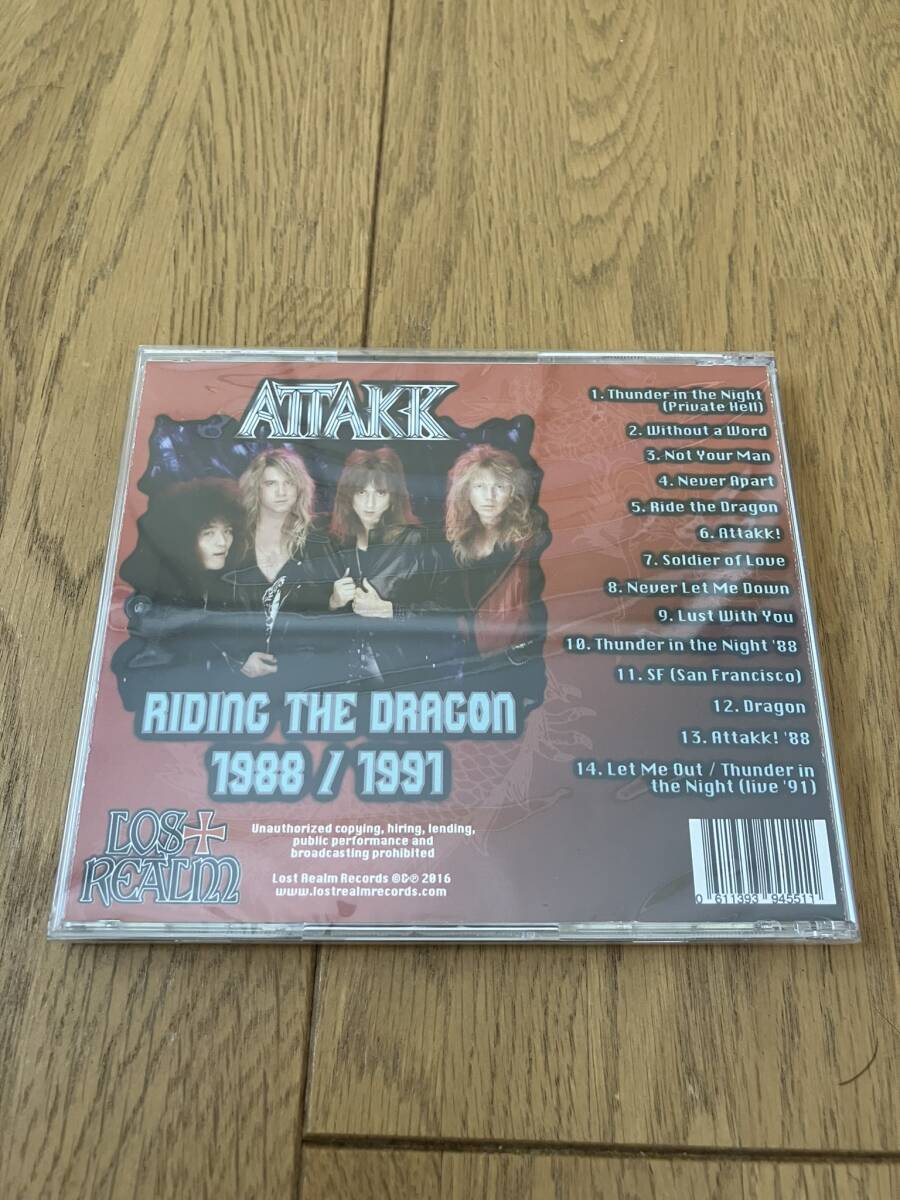 ATTAKK
RIDING THE DRAGON
1988 / 1991
1. Thunder in the Night
(Private Hell)
2. Without a Word
3. Not Your Man
4. Never Apart
5. Ride the Dragon
6. Attakk!
7. Soldier of Love
8. Never Let Me Down
9. Lust With You
10. Thunder in the Night '88
11. SF (San Francisco)
12. Dragon
13. Attakk! '88
14. Let Me Out / Thunder in
the Night (live '91)
LOST
REALM
Unauthorized copying, hiring, lending,
public performance and
broadcasting prohibited
Lost Realm Records ©&℗ 2016
www.lostrealmrecords.com
0 611393 945511